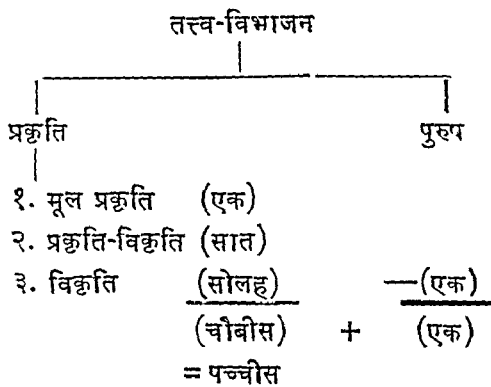 तत्त्व-विभाजन
प्रकृति पुरुष
१. मूल प्रकृति (एक)
२. प्रकृति-विकृति (सात)
३. विकृति (सोलह) —(एक)
(चौबीस) + (एक)
= पच्चीस